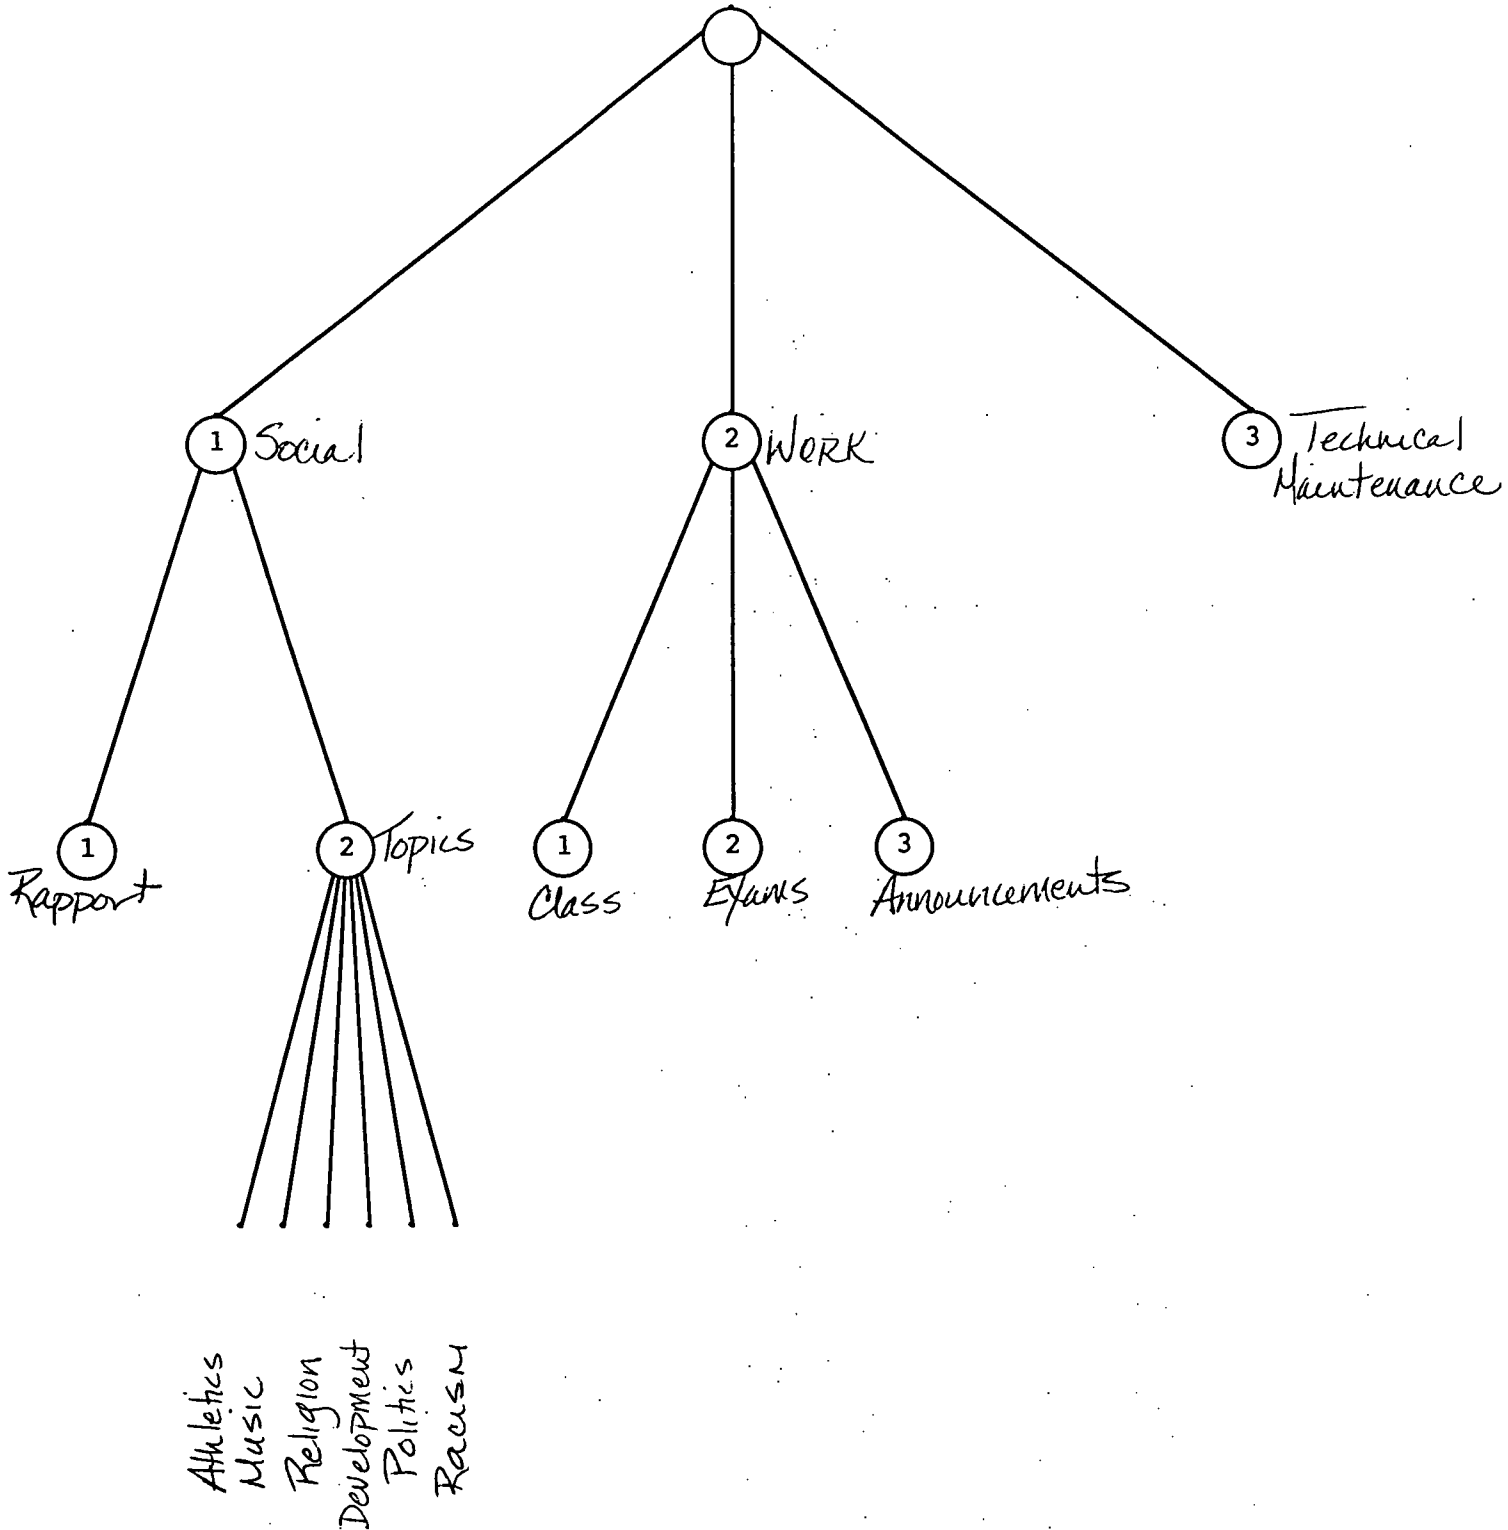 1 Social
2 Work
3 Technical
Maintenance
1
Rapport
2 Topics
1
Class
2
Exams
3
Announcements
Athletics
Music
Religion
Development
Politics
Racism